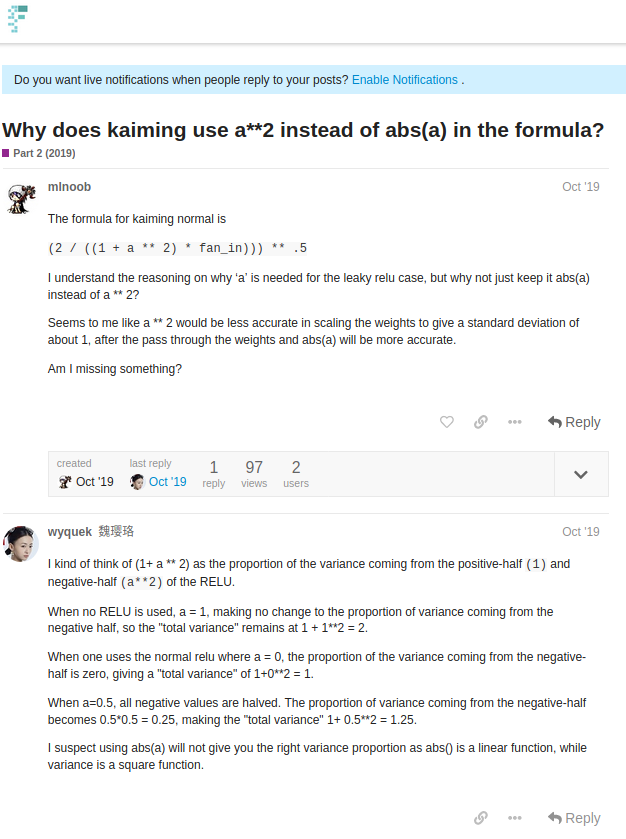 Do you want live notifications when people reply to your posts? Enable Notifications .
Why does kaiming use a**2 instead of abs(a) in the formula?
Part 2 (2019)
mlnoob
Oct '19
The formula for kaiming normal is
(2 / ((1 + a ** 2) * fan_in))) ** .5
I understand the reasoning on why ‘a’ is needed for the leaky relu case, but why not just keep it abs(a)
instead of a ** 2?
Seems to me like a ** 2 would be less accurate in scaling the weights to give a standard deviation of
about 1, after the pass through the weights and abs(a) will be more accurate.
Am I missing something?
Reply
created
last reply
1
97
2
Oct '19
Oct '19
reply
views
users
wyquek 魏璎珞
Oct '19
I kind of think of (1+ a ** 2) as the proportion of the variance coming from the positive-half (1) and
negative-half (a**2) of the RELU.
When no RELU is used, a = 1, making no change to the proportion of variance coming from the
negative half, so the "total variance" remains at 1 + 1**2 = 2.
When one uses the normal relu where a = 0, the proportion of the variance coming from the negative-
half is zero, giving a "total variance" of 1+0**2 = 1.
When a=0.5, all negative values are halved. The proportion of variance coming from the negative-half
becomes 0.5*0.5 = 0.25, making the "total variance" 1+ 0.5**2 = 1.25.
I suspect using abs(a) will not give you the right variance proportion as abs() is a linear function, while
variance is a square function.
Reply